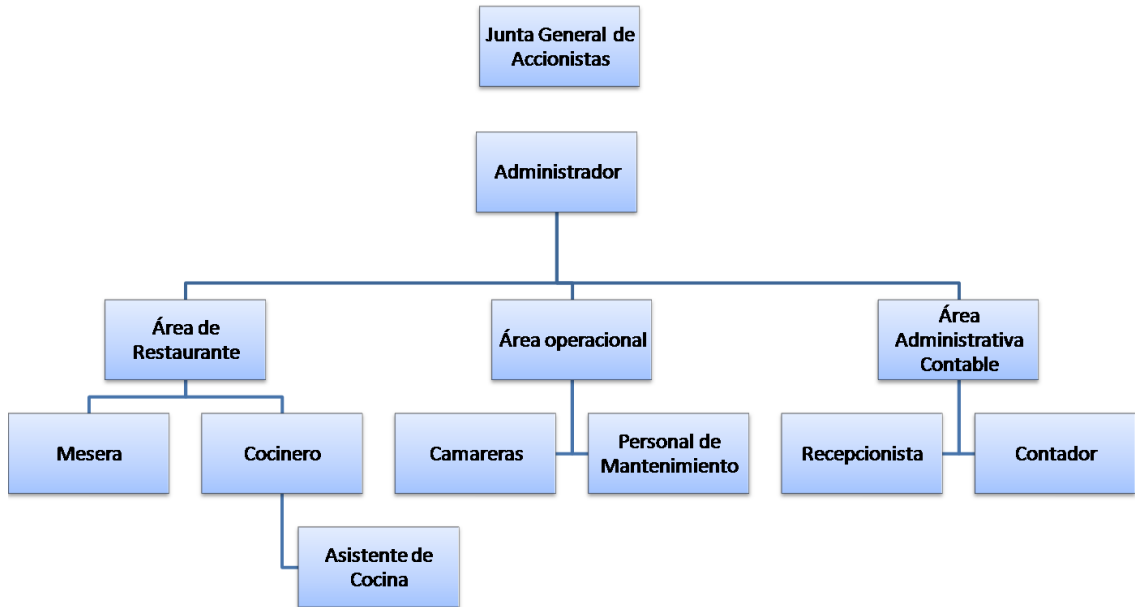 Junta General de
Accionistas
Administrador
Área de
Restaurante
Área operacional
Área
Administrativa
Contable
Mesera
Cocinero
Camareras
Personal de
Mantenimiento
Recepcionista
Contador
Asistente de
Cocina